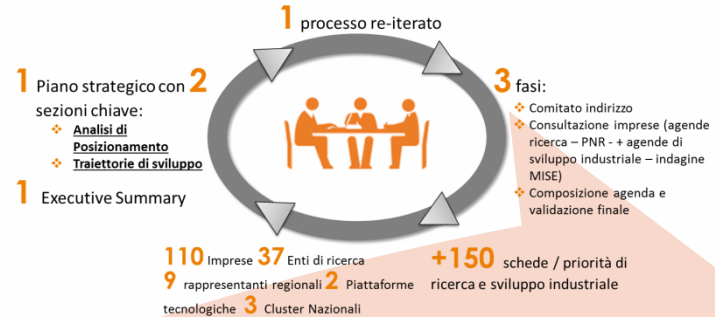 1 processo re-iterato
1 Piano strategico con 2
sezioni chiave:
❖ Analisi di
Posizionamento
❖ Traiettorie di sviluppo
1 Executive Summary
3 fasi:
❖ Comitato indirizzo
❖ Consultazione imprese (agende
ricerca – PNR - + agende di
sviluppo industriale – indagine
MISE)
❖ Composizione agenda e
validazione finale
110 Imprese 37 Enti di ricerca
9 rappresentanti regionali 2 Piattaforme
tecnologiche 3 Cluster Nazionali
+150 schede / priorità di
ricerca e sviluppo industriale